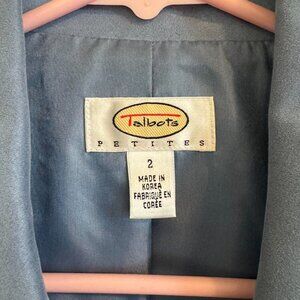 Talbots
PETITES
2
MADE IN
KOREA
FABRIQUÉ EN
CORÉE